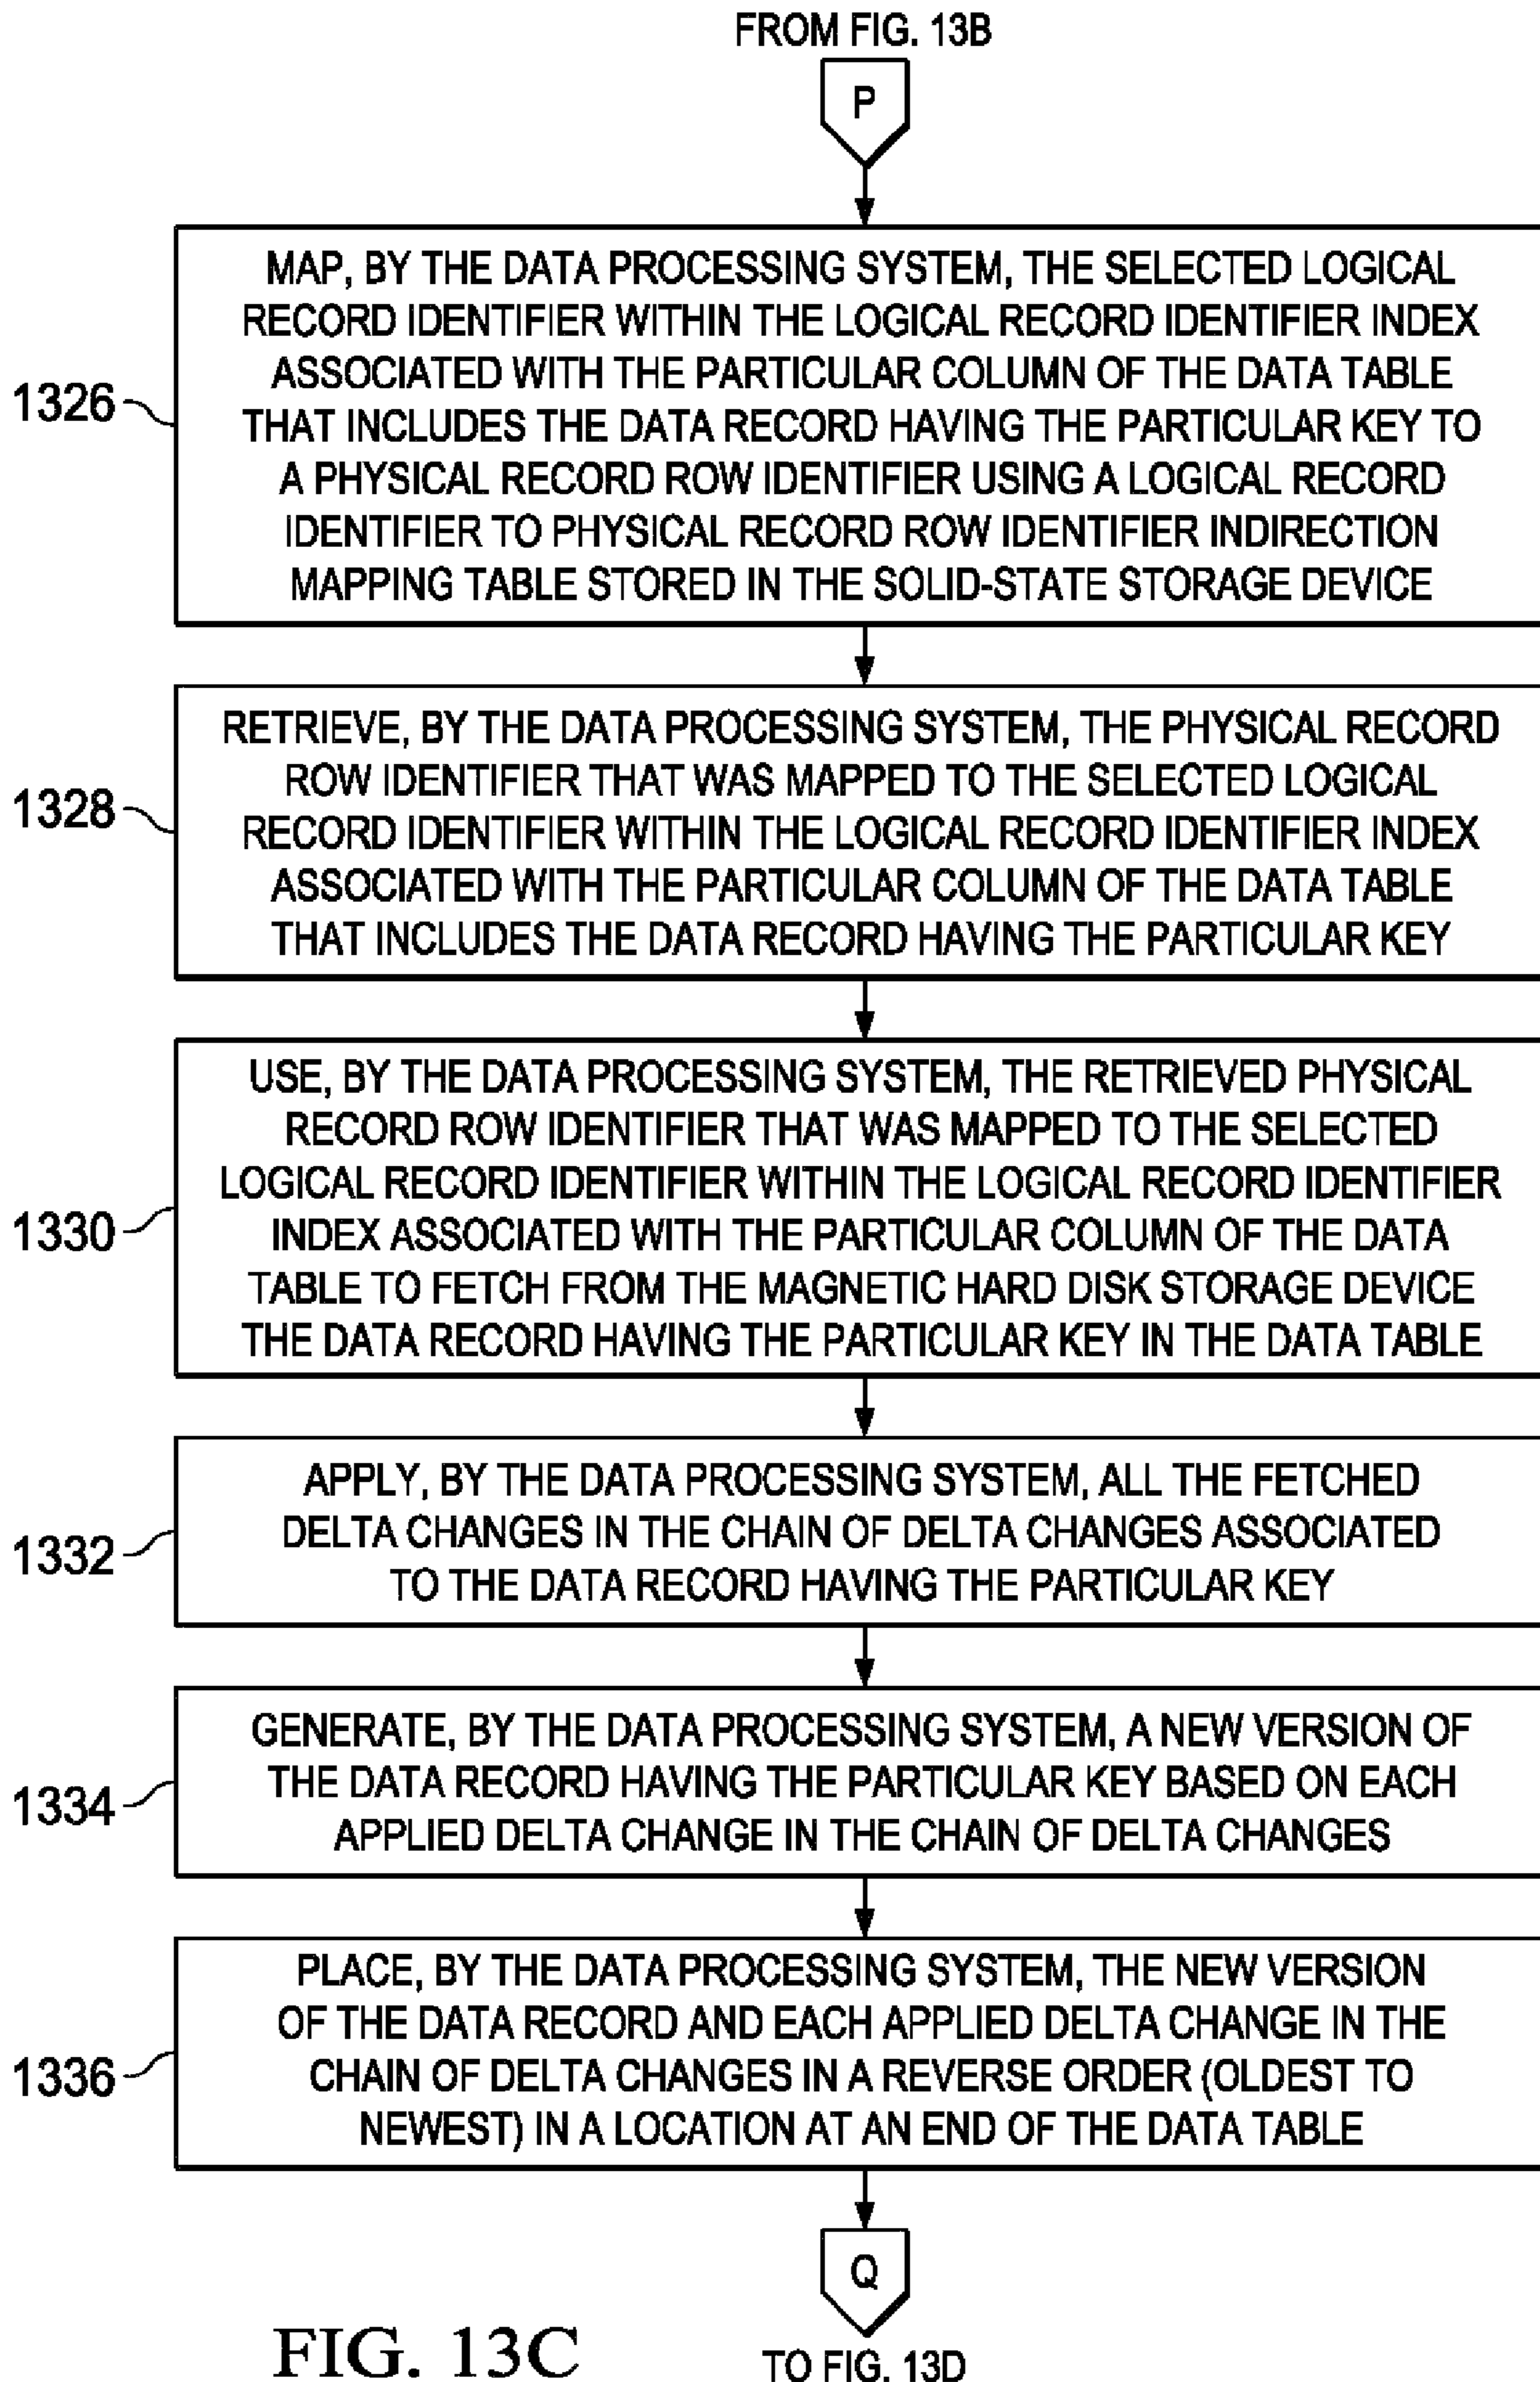 FROM FIG. 13B
P
1326
MAP, BY THE DATA PROCESSING SYSTEM, THE SELECTED LOGICAL
RECORD IDENTIFIER WITHIN THE LOGICAL RECORD IDENTIFIER INDEX
ASSOCIATED WITH THE PARTICULAR COLUMN OF THE DATA TABLE
THAT INCLUDES THE DATA RECORD HAVING THE PARTICULAR KEY TO
A PHYSICAL RECORD ROW IDENTIFIER USING A LOGICAL RECORD
IDENTIFIER TO PHYSICAL RECORD ROW IDENTIFIER INDIRECTION
MAPPING TABLE STORED IN THE SOLID-STATE STORAGE DEVICE
1328
RETRIEVE, BY THE DATA PROCESSING SYSTEM, THE PHYSICAL RECORD
ROW IDENTIFIER THAT WAS MAPPED TO THE SELECTED LOGICAL
RECORD IDENTIFIER WITHIN THE LOGICAL RECORD IDENTIFIER INDEX
ASSOCIATED WITH THE PARTICULAR COLUMN OF THE DATA TABLE
THAT INCLUDES THE DATA RECORD HAVING THE PARTICULAR KEY
1330
USE, BY THE DATA PROCESSING SYSTEM, THE RETRIEVED PHYSICAL
RECORD ROW IDENTIFIER THAT WAS MAPPED TO THE SELECTED
LOGICAL RECORD IDENTIFIER WITHIN THE LOGICAL RECORD IDENTIFIER
INDEX ASSOCIATED WITH THE PARTICULAR COLUMN OF THE DATA
TABLE TO FETCH FROM THE MAGNETIC HARD DISK STORAGE DEVICE
THE DATA RECORD HAVING THE PARTICULAR KEY IN THE DATA TABLE
1332
APPLY, BY THE DATA PROCESSING SYSTEM, ALL THE FETCHED
DELTA CHANGES IN THE CHAIN OF DELTA CHANGES ASSOCIATED
TO THE DATA RECORD HAVING THE PARTICULAR KEY
1334
GENERATE, BY THE DATA PROCESSING SYSTEM, A NEW VERSION OF
THE DATA RECORD HAVING THE PARTICULAR KEY BASED ON EACH
APPLIED DELTA CHANGE IN THE CHAIN OF DELTA CHANGES
1336
PLACE, BY THE DATA PROCESSING SYSTEM, THE NEW VERSION
OF THE DATA RECORD AND EACH APPLIED DELTA CHANGE IN THE
CHAIN OF DELTA CHANGES IN A REVERSE ORDER (OLDEST TO
NEWEST) IN A LOCATION AT AN END OF THE DATA TABLE
Q
FIG. 13C
TO FIG. 13D